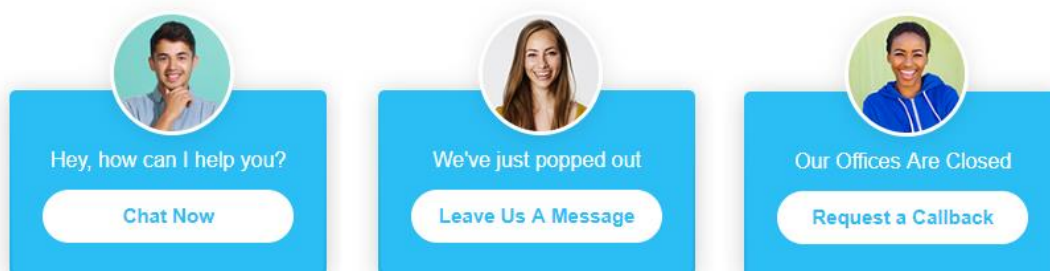 Hey, how can I help you?
Chat Now
We've just popped out
Leave Us A Message
Our Offices Are Closed
Request a Callback